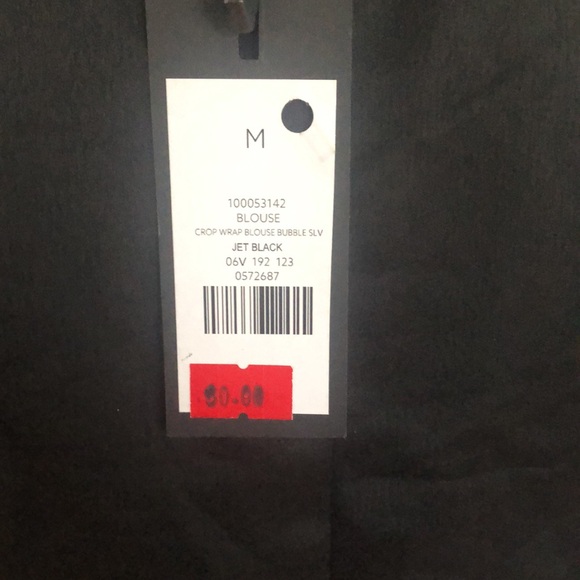 M
100053142
BLOUSE
CROP WRAP BLOUSE BUBBLE SLV
JET BLACK
06V 192 123
0572687